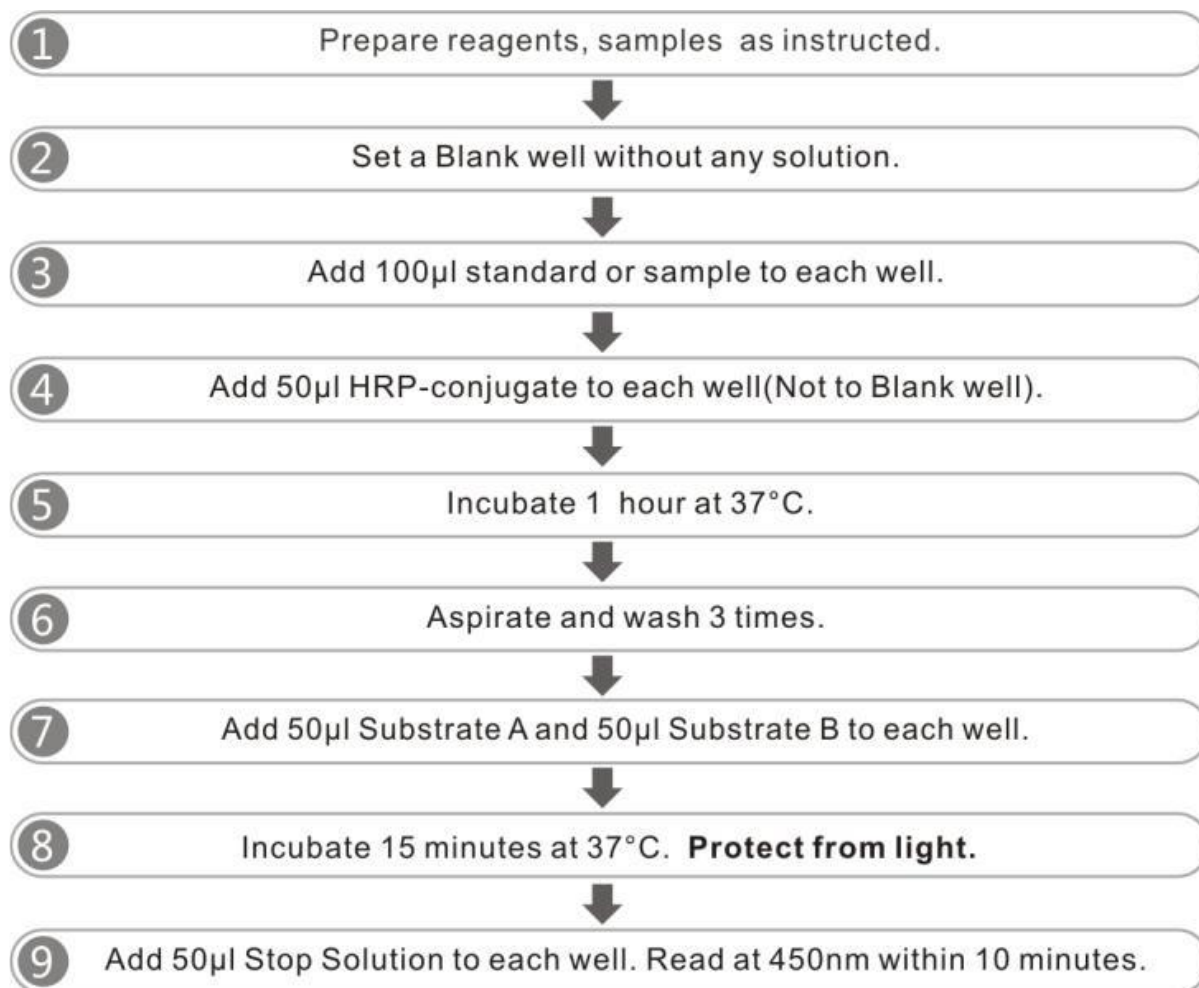 1 Prepare reagents, samples as instructed.
2 Set a Blank well without any solution.
3 Add 100μl standard or sample to each well.
4 Add 50μl HRP-conjugate to each well(Not to Blank well).
5 Incubate 1 hour at 37°C.
6 Aspirate and wash 3 times.
7 Add 50μl Substrate A and 50μl Substrate B to each well.
8 Incubate 15 minutes at 37°C. Protect from light.
9 Add 50μl Stop Solution to each well. Read at 450nm within 10 minutes.